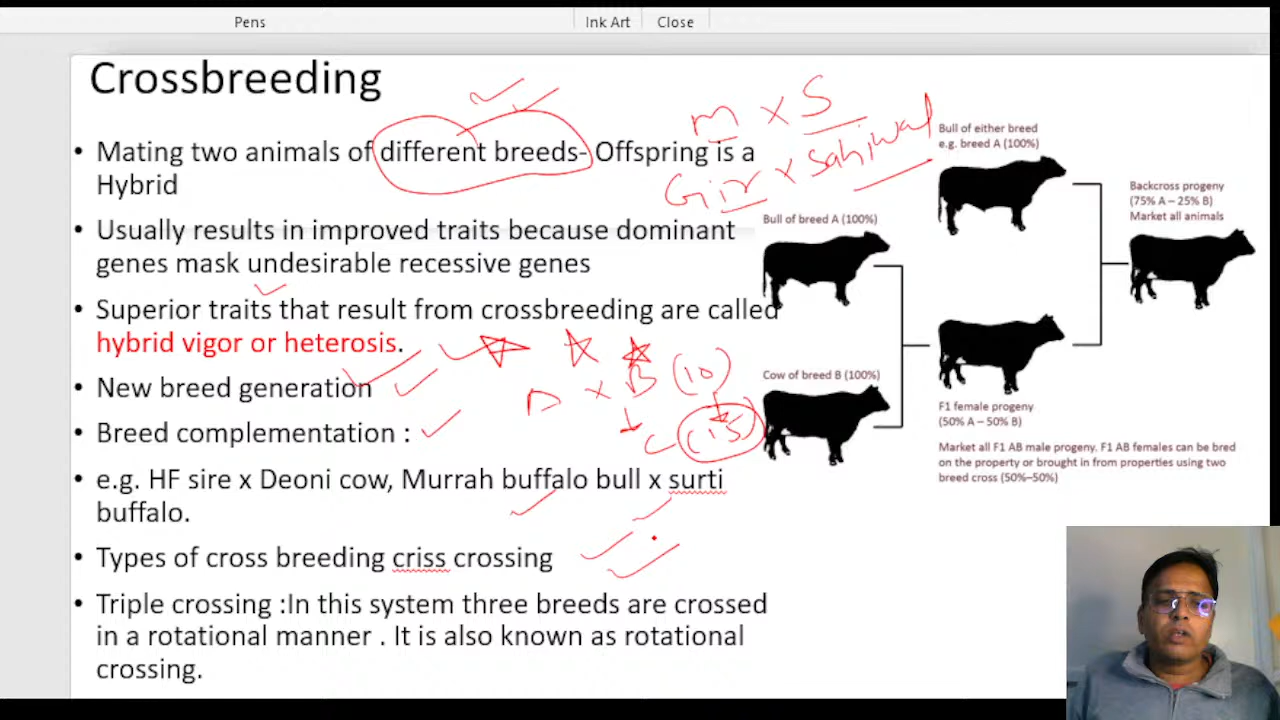 Pens
Ink Art
Close
Crossbreeding
• Mating two animals of different breeds- Offspring is a
Hybrid
• Usually results in improved traits because dominant
genes mask undesirable recessive genes
• Superior traits that result from crossbreeding are called
hybrid vigor or heterosis.
• New breed generation
• Breed complementation :
• e.g. HF sire x Deoni cow, Murrah buffalo bull x surti
buffalo.
• Types of cross breeding criss crossing
• Triple crossing :In this system three breeds are crossed
in a rotational manner . It is also known as rotational
crossing.
m x S
Gir x Sahiwal
x B (10)
(15)
Bull of breed A (100%)
Cow of breed B (100%)
Bull of either breed
e.g. breed A (100%)
F1 female progeny
(50% A – 50% B)
Market all F1 AB male progeny. F1 AB females can be bred
on the property or brought in from properties using two
breed cross (50%–50%)
Backcross progeny
(75% A – 25% B)
Market all animals